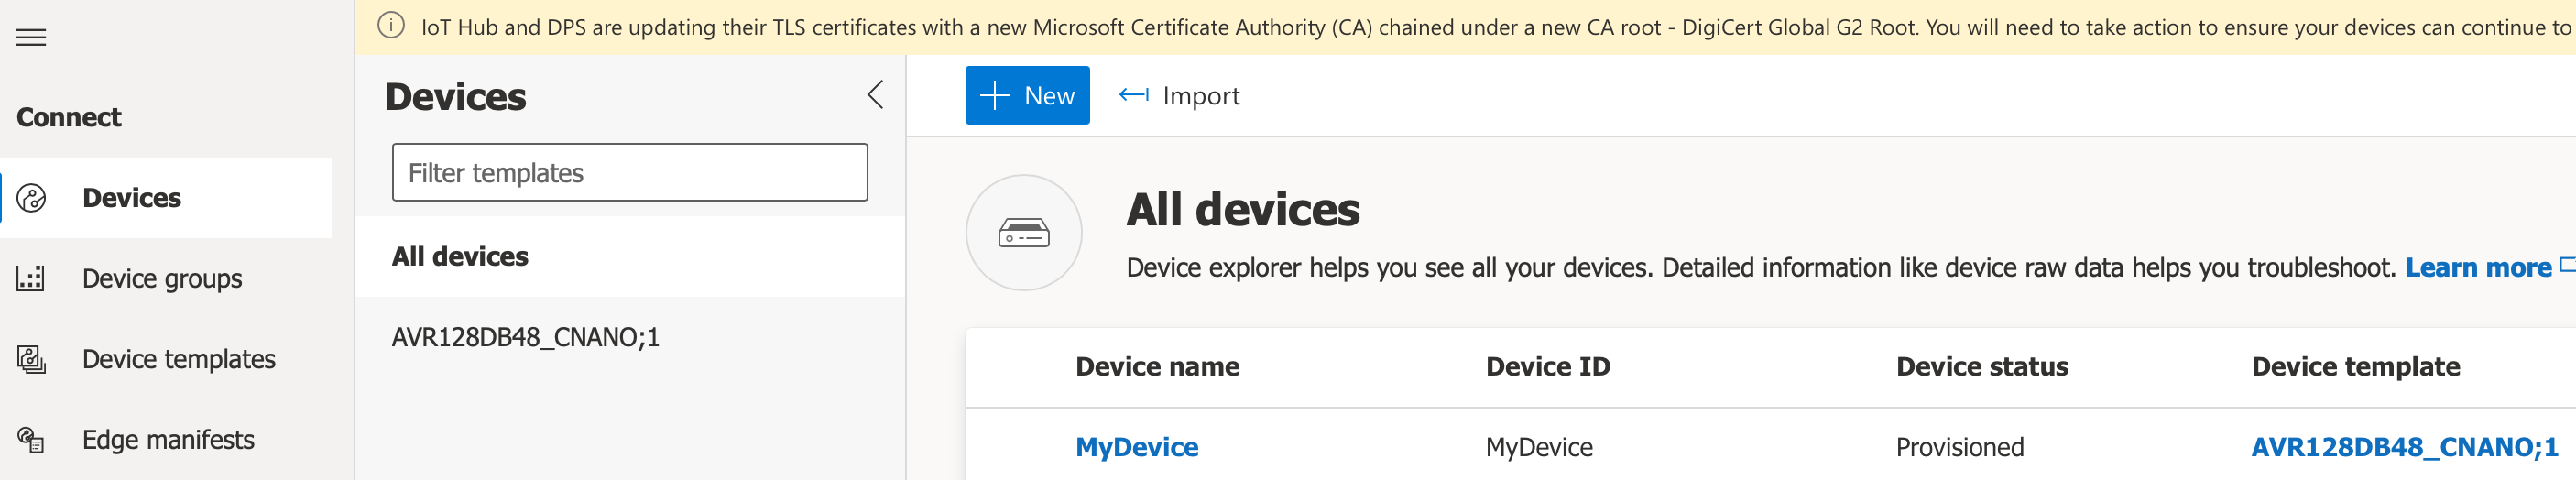 IoT Hub and DPS are updating their TLS certificates with a new Microsoft Certificate Authority (CA) chained under a new CA root - DigiCert Global G2 Root. You will need to take action to ensure your devices can continue to
Connect
Devices
Device groups
Device templates
Edge manifests
Devices
Filter templates
All devices
AVR128DB48_CNANO;1
New
Import
All devices
Device explorer helps you see all your devices. Detailed information like device raw data helps you troubleshoot. Learn more
Device name Device ID Device status Device template
MyDevice MyDevice Provisioned AVR128DB48_CNANO;1